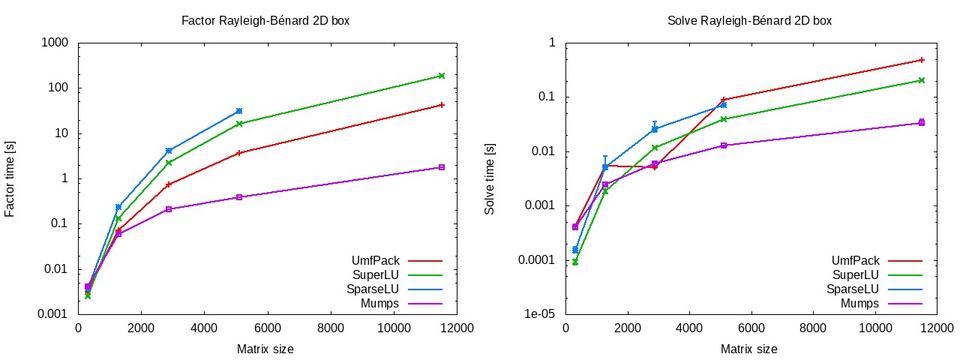 Factor Rayleigh-Bénard 2D box
1000
100
10
1
0.1
0.01
0.001
0
2000
4000
6000
8000
10000
12000
Factor time [s]
Matrix size
UmfPack
SuperLU
SparseLU
Mumps
Solve Rayleigh-Bénard 2D box
1
0.1
0.01
0.001
0.0001
1e-05
0
2000
4000
6000
8000
10000
12000
Solve time [s]
Matrix size
UmfPack
SuperLU
SparseLU
Mumps